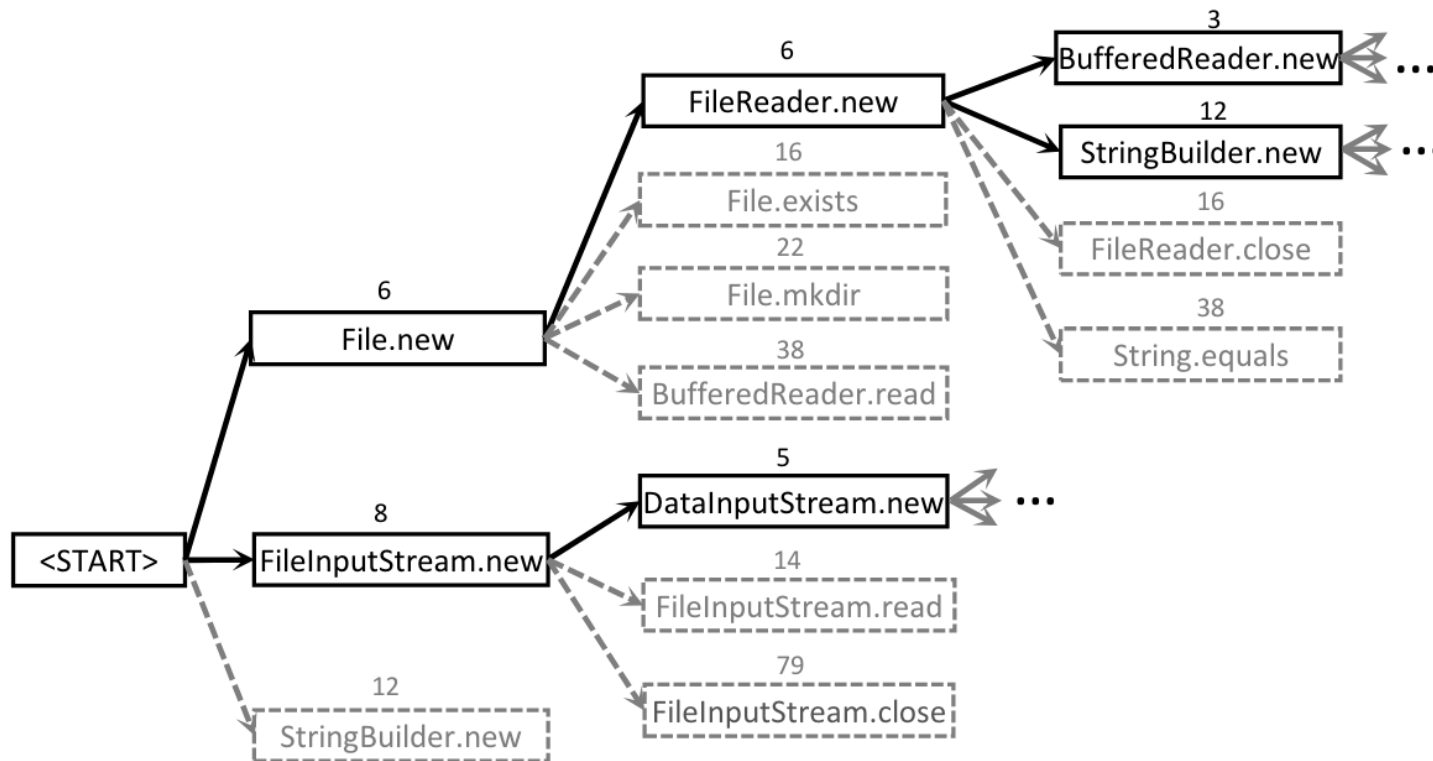 3
BufferedReader.new
...
6
FileReader.new
12
StringBuilder.new
...
16
File.exists
16
FileReader.close
22
File.mkdir
38
String.equals
6
File.new
38
BufferedReader.read
5
DataInputStream.new
...
8
<START>
FileInputStream.new
14
FileInputStream.read
79
FileInputStream.close
12
StringBuilder.new